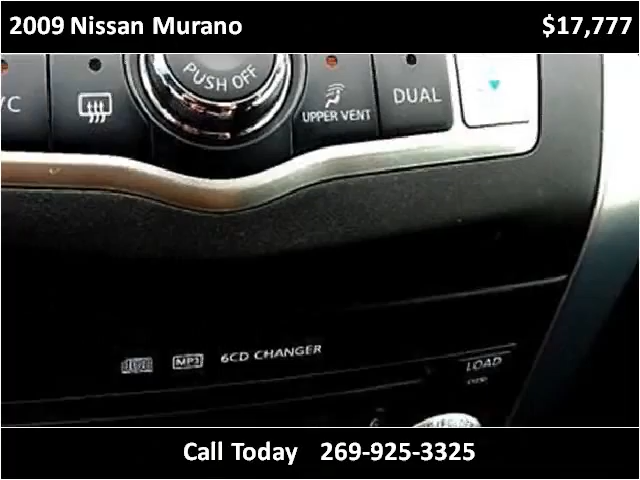 2009 Nissan Murano $17,777
/C PUSH OFF UPPER VENT DUAL
MP3 6CD CHANGER LOAD
Call Today 269-925-3325